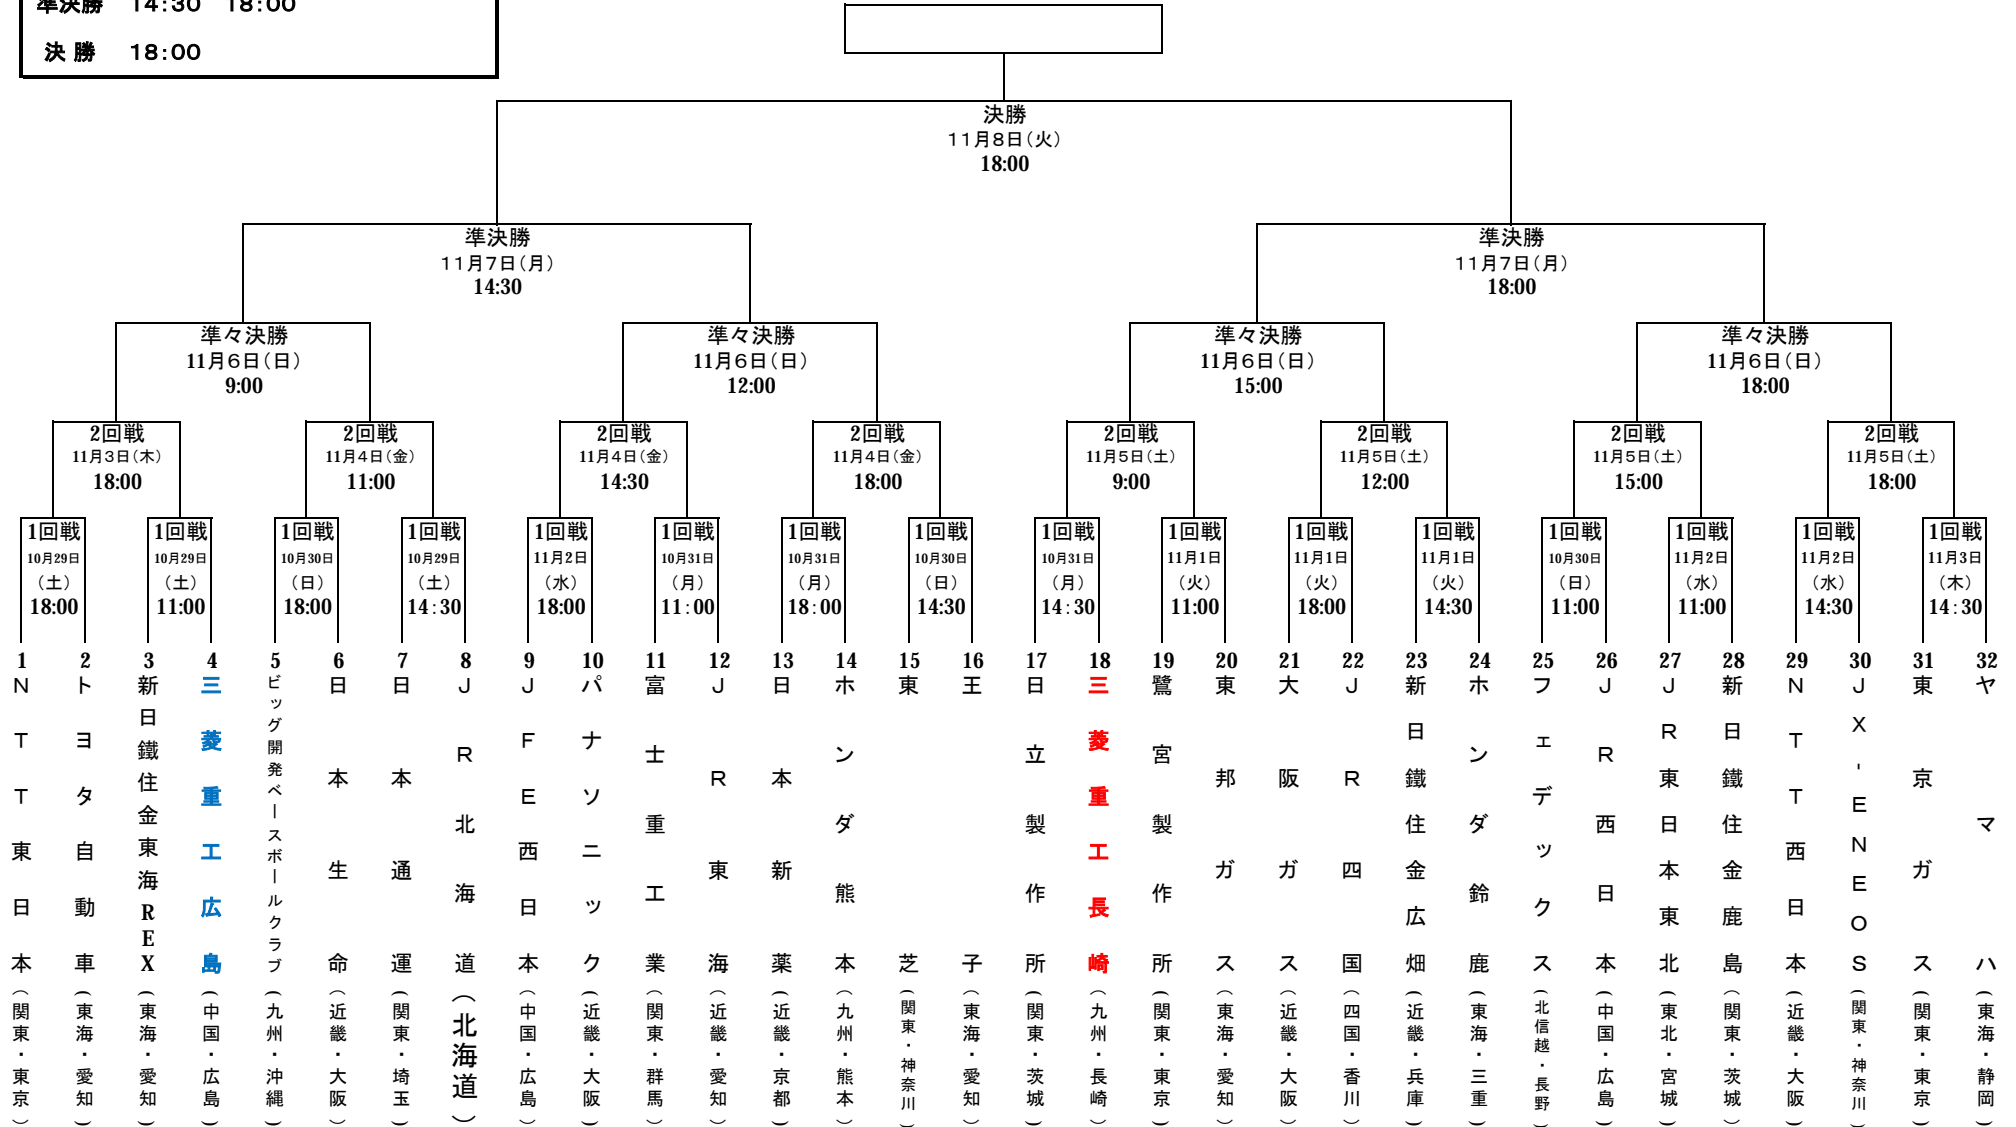 準決勝 14:30 18:00
決 勝 18:00
決勝
11月8日(火)
18:00
準決勝
11月7日(月)
14:30
準決勝
11月7日(月)
18:00
準々決勝
11月6日(日)
9:00
準々決勝
11月6日(日)
12:00
準々決勝
11月6日(日)
15:00
準々決勝
11月6日(日)
18:00
2回戦
11月3日(木)
18:00
2回戦
11月4日(金)
11:00
2回戦
11月4日(金)
14:30
2回戦
11月4日(金)
18:00
2回戦
11月5日(土)
9:00
2回戦
11月5日(土)
12:00
2回戦
11月5日(土)
15:00
2回戦
11月5日(土)
18:00
1回戦
10月29日
(土)
18:00
1回戦
10月29日
(土)
11:00
1回戦
10月30日
(日)
18:00
1回戦
10月29日
(土)
14:30
1回戦
11月2日
(水)
18:00
1回戦
10月31日
(月)
11:00
1回戦
10月31日
(月)
18:00
1回戦
10月30日
(日)
14:30
1回戦
10月31日
(月)
14:30
1回戦
11月1日
(火)
11:00
1回戦
11月1日
(火)
18:00
1回戦
11月1日
(火)
14:30
1回戦
10月30日
(日)
11:00
1回戦
11月2日
(水)
11:00
1回戦
11月2日
(水)
14:30
1回戦
11月3日
(木)
14:30
1 NTT東日本(関東・東京)
2 トヨタ自動車(東海・愛知)
3 新日鐵住金東海REX(東海・愛知)
4 三菱重工広島(中国・広島)
5 ビッグ開発ベースボールクラブ(九州・沖縄)
6 日本生命(近畿・大阪)
7 日本通運(関東・埼玉)
8 JR北海道(北海道)
9 JFE西日本(中国・広島)
10 パナソニック(近畿・大阪)
11 富士重工業(関東・群馬)
12 JR東海(近畿・愛知)
13 日本新薬(近畿・京都)
14 ホンダ熊本(九州・熊本)
15 東芝(関東・神奈川)
16 王子(東海・愛知)
17 日立製作所(関東・茨城)
18 三菱重工長崎(九州・長崎)
19 鷺宮製作所(関東・東京)
20 東邦ガス(東海・愛知)
21 大阪ガス(近畿・大阪)
22 JR四国(四国・香川)
23 新日鐵住金広畑(近畿・兵庫)
24 ホンダ鈴鹿(東海・三重)
25 フェデックス(北信越・長野)
26 JR西日本(中国・広島)
27 JR東日本東北(東北・宮城)
28 新日鐵住金鹿島(関東・茨城)
29 NTT西日本(近畿・大阪)
30 JX-ENEOS(関東・神奈川)
31 東京ガス(関東・東京)
32 ヤマハ(東海・静岡)